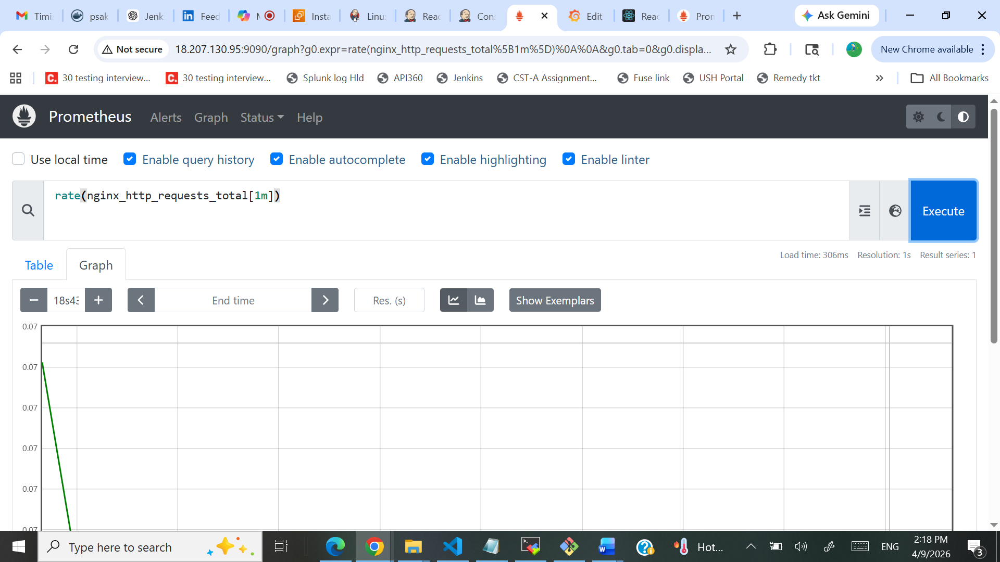 Timi
psak
Jenk
Feed
M
Insta
Linu
Reac
Con
Edit
Reac
Pron
Ask Gemini
Not secure
18.207.130.95:9090/graph?g0.expr=rate(nginx_http_requests_total%5B1m%5D)%0A%0A&g0.tab=0&g0.displa...
New Chrome available
30 testing interview...
30 testing interview...
Splunk log Hld
API360
Jenkins
CST-A Assignment...
Fuse link
USH Portal
Remedy tkt
»
All Bookmarks
Prometheus
Alerts
Graph
Status
Help
Use local time
Enable query history
Enable autocomplete
Enable highlighting
Enable linter
rate(nginx_http_requests_total[1m])
Execute
Table
Graph
Load time: 306ms
Resolution: 1s
Result series: 1
18s43
End time
Res. (s)
Show Exemplars
0.07
0.07
0.07
0.07
0.07
0.07
Type here to search
Hot...
ENG
2:18 PM
4/9/2026
3